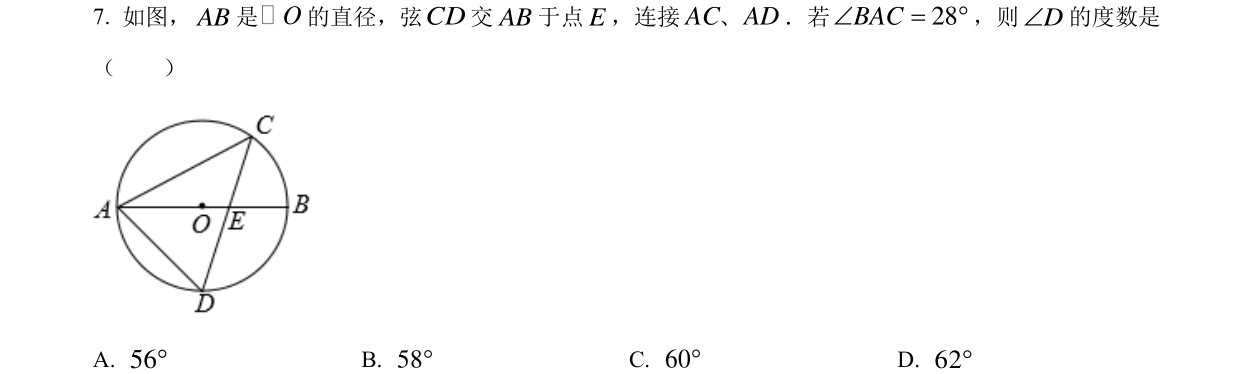 7. 如图， AB 是□ O 的直径，弦 CD 交 AB 于点 E ，连接 AC、AD ．若 ∠BAC = 28° ，则 ∠D 的度数是
（ ）
C
A
O
E
B
D
A. 56° B. 58° C. 60° D. 62°